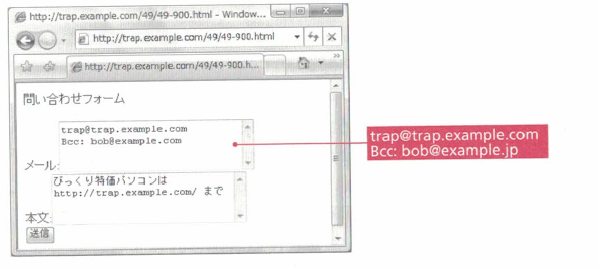 http://trap.example.com/49/49-900.html - Window...
http://trap.example.com/49/49-900.html
http://trap.example.com/49/49-900.h...
問い合わせフォーム
trap@trap.example.com
Bcc: bob@example.com
メール:
びっくり特価パソコンは
http://trap.example.com/ まで
本文:
送信
trap@trap.example.com
Bcc: bob@example.jp